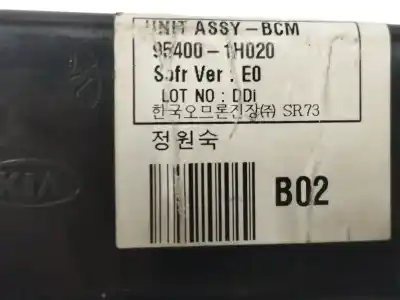 UNIT ASSY-BCM
95400-1H020
Sofr Ver : E0
LOT NO : DDi
한국오므론전장㈜ SR73
정원숙
KIA
B02